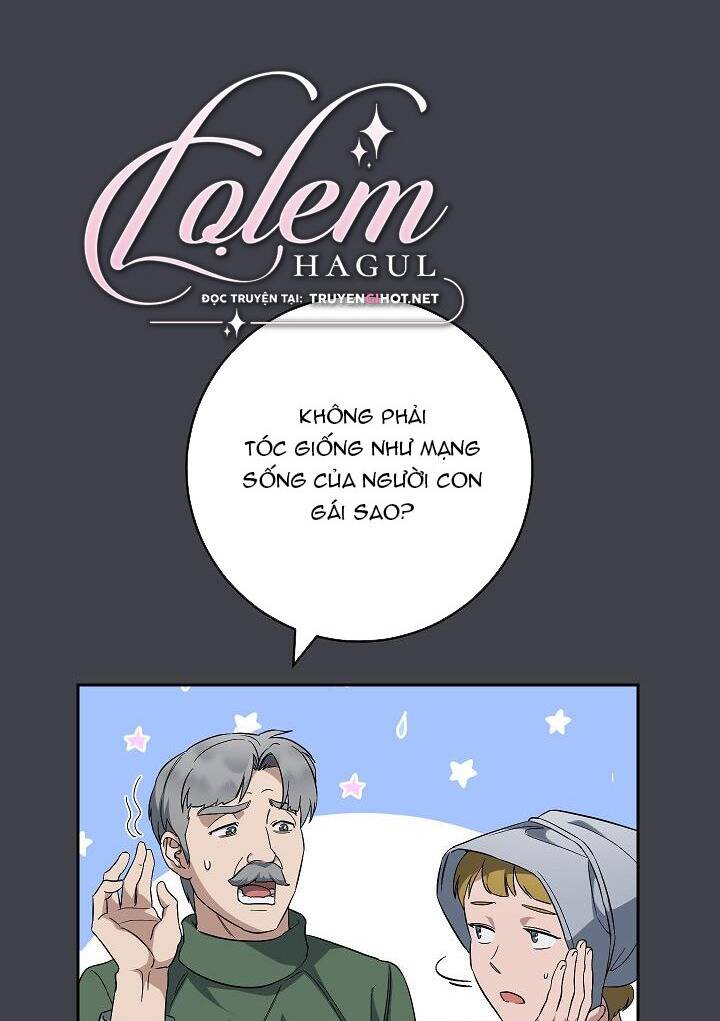 Lọlem
HAGUL
ĐỌC TRUYỆN TẠI: TRUYENGIHOT.NET
KHÔNG PHẢI
TÓC GIỐNG NHƯ MẠNG
SỐNG CỦA NGƯỜI CON
GÁI SAO?